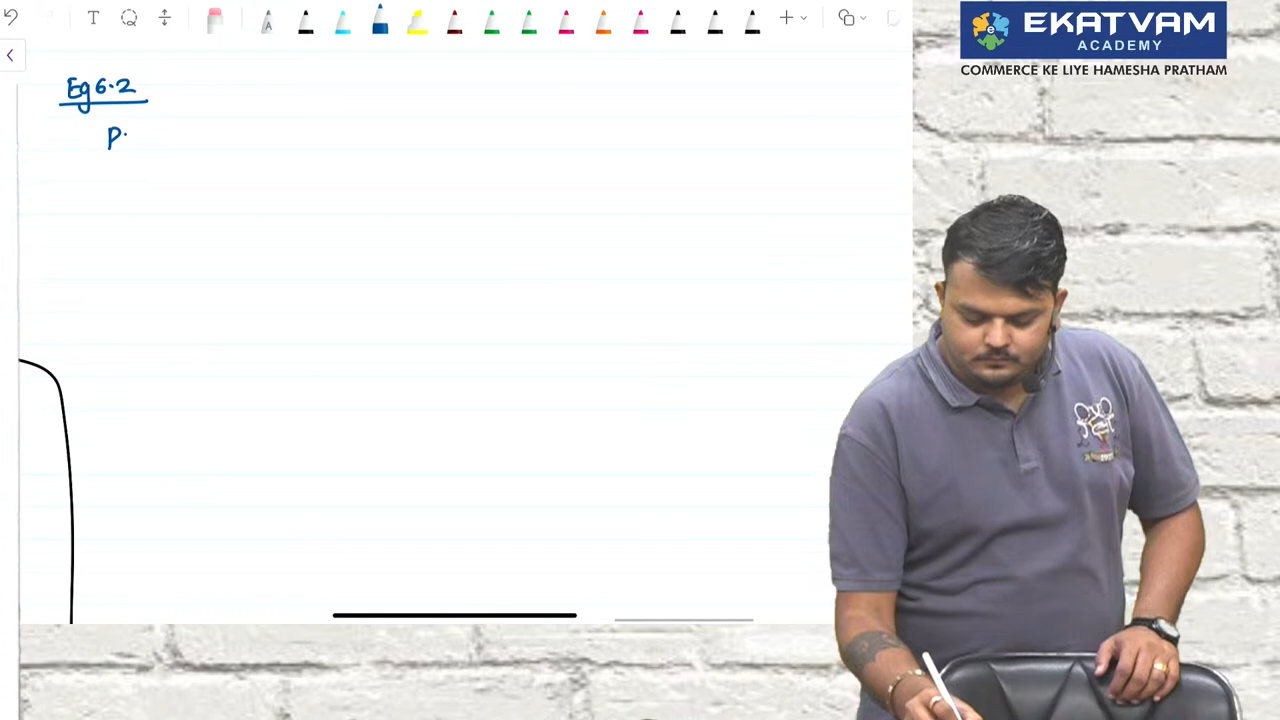 EKATVAM
ACADEMY
COMMERCE KE LIYE HAMESHA PRATHAM
T
A
Eg 6.2
P.